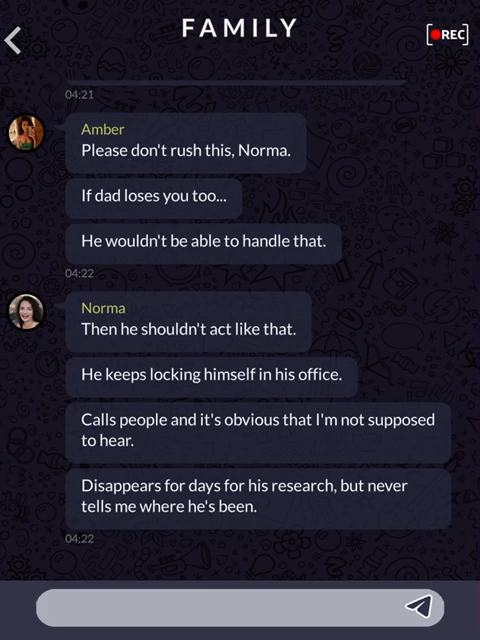 FAMILY
REC
04:21
Amber
Please don't rush this, Norma.
If dad loses you too...
He wouldn't be able to handle that.
04:22
Norma
Then he shouldn't act like that.
He keeps locking himself in his office.
Calls people and it's obvious that I'm not supposed
to hear.
Disappears for days for his research, but never
tells me where he's been.
04:22